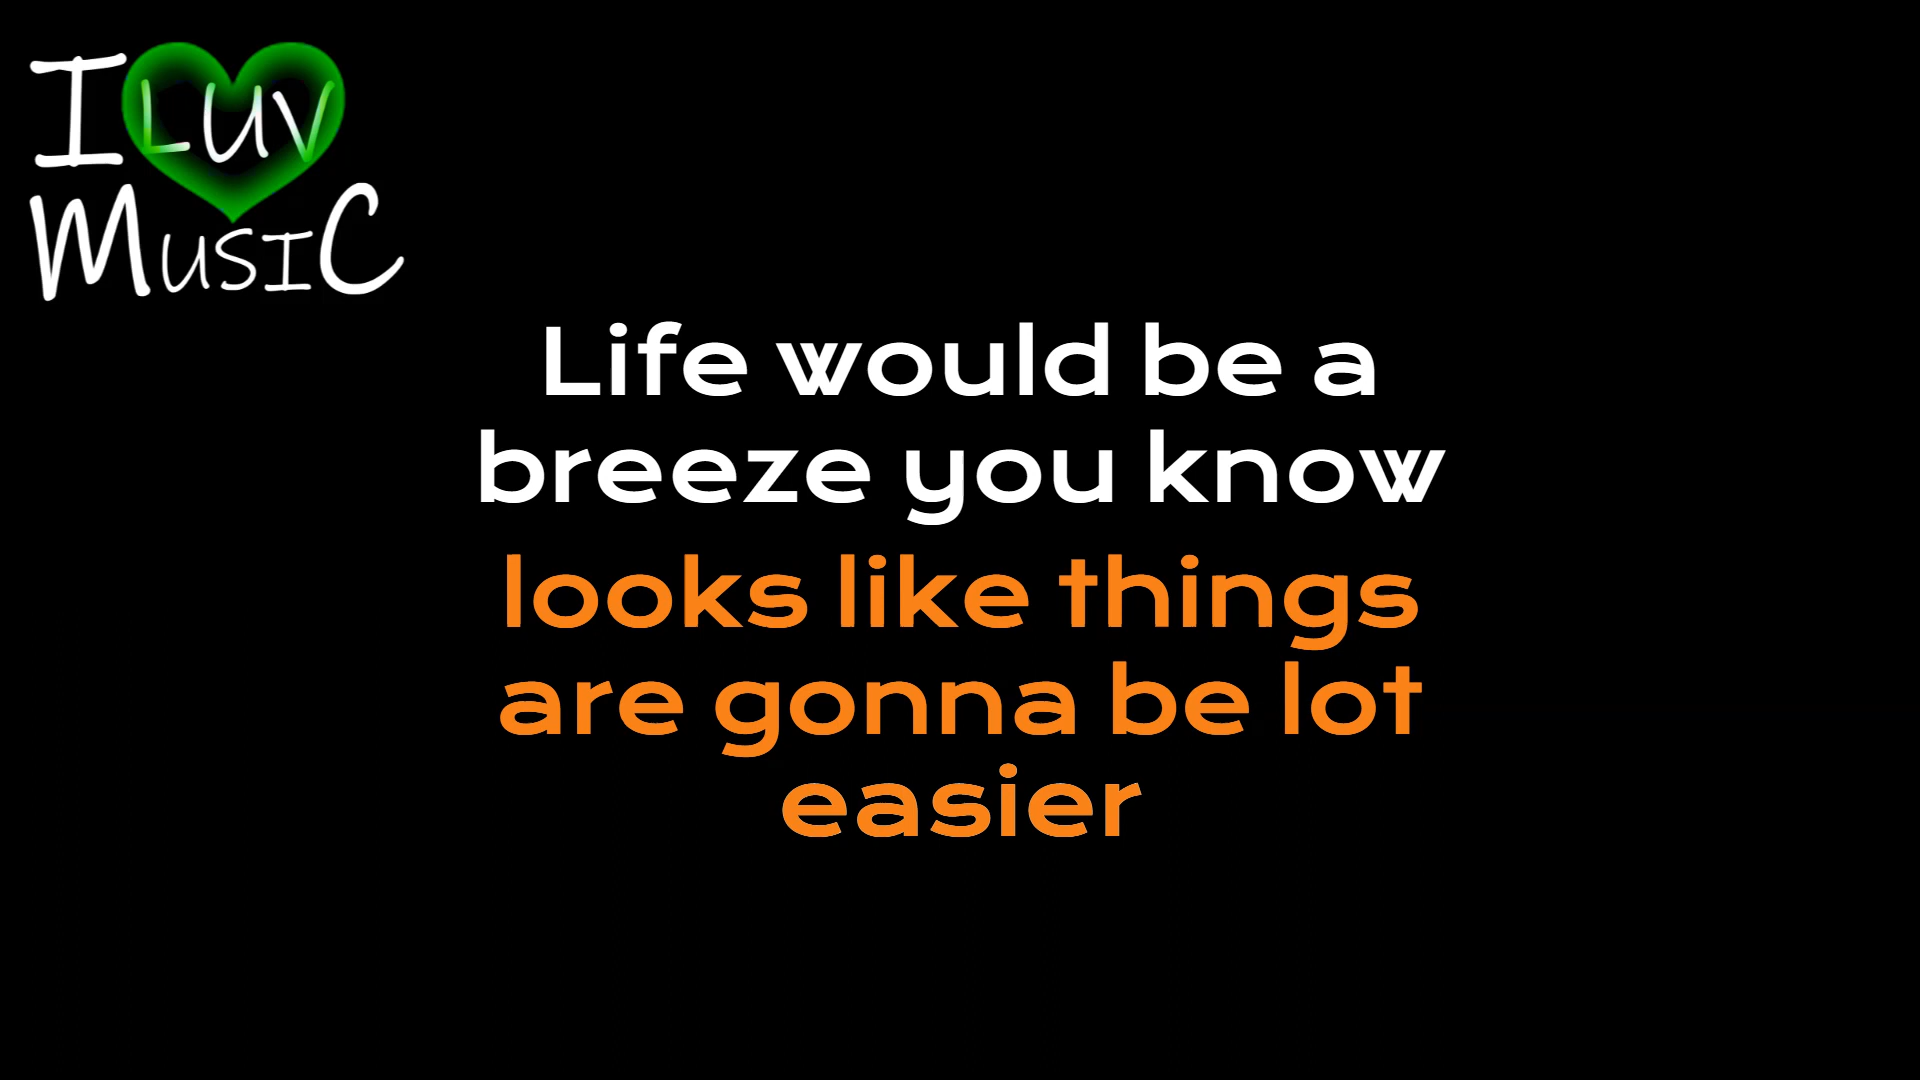 I LUV
MUSIC
Life would be a
breeze you know
looks like things
are gonna be lot
easier